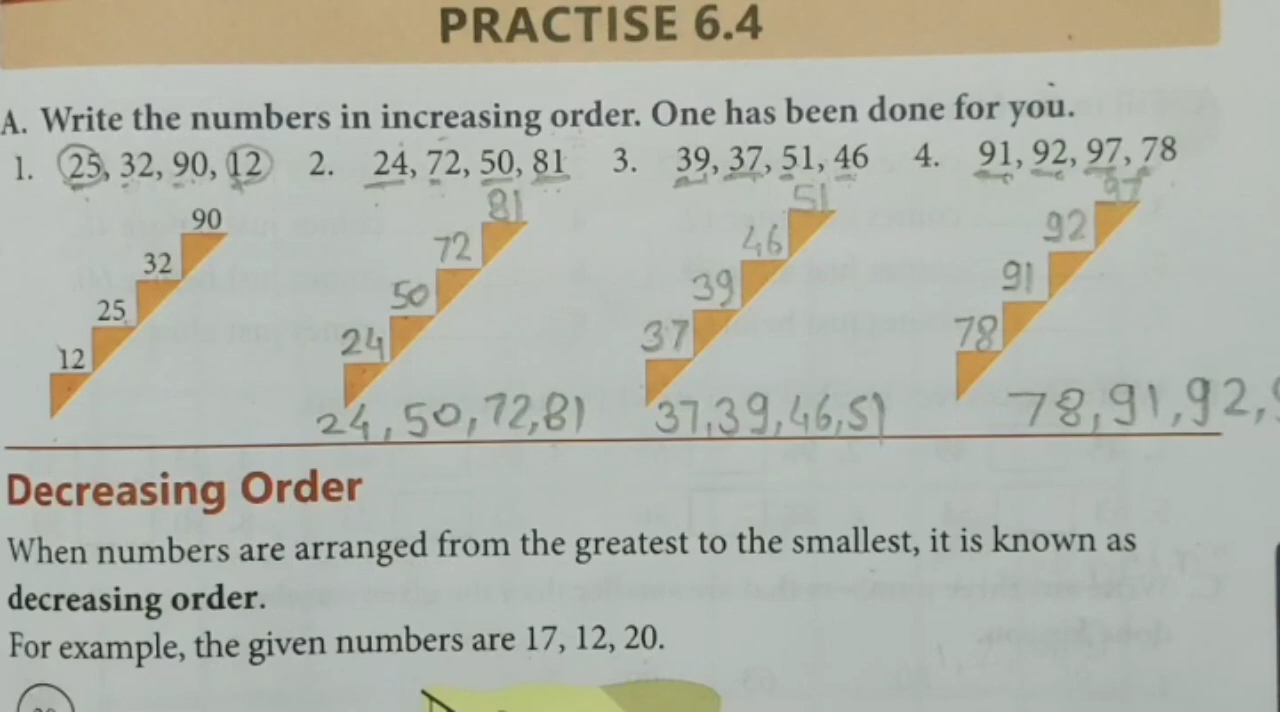 PRACTISE 6.4
A. Write the numbers in increasing order. One has been done for you.
1. 25, 32, 90, 12 2. 24, 72, 50, 81 3. 39, 37, 51, 46 4. 91, 92, 97, 78
90
32
25
12
81
72
50
24
51
46
39
37
97
92
91
78
24,50,72,81 37,39,46,51 78,91,92,
Decreasing Order
When numbers are arranged from the greatest to the smallest, it is known as
decreasing order.
For example, the given numbers are 17, 12, 20.